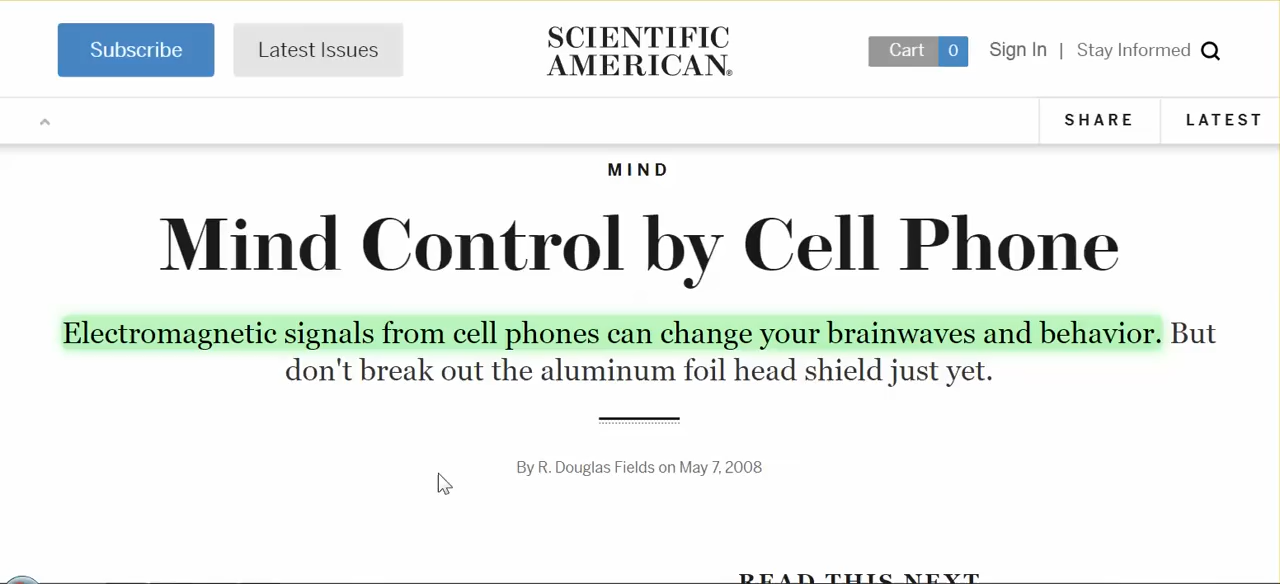 Subscribe
Latest Issues
SCIENTIFIC
AMERICAN®
Cart 0
Sign In | Stay Informed
SHARE
LATEST
MIND
Mind Control by Cell Phone
Electromagnetic signals from cell phones can change your brainwaves and behavior. But
don't break out the aluminum foil head shield just yet.
By R. Douglas Fields on May 7, 2008
READ THIS NEXT